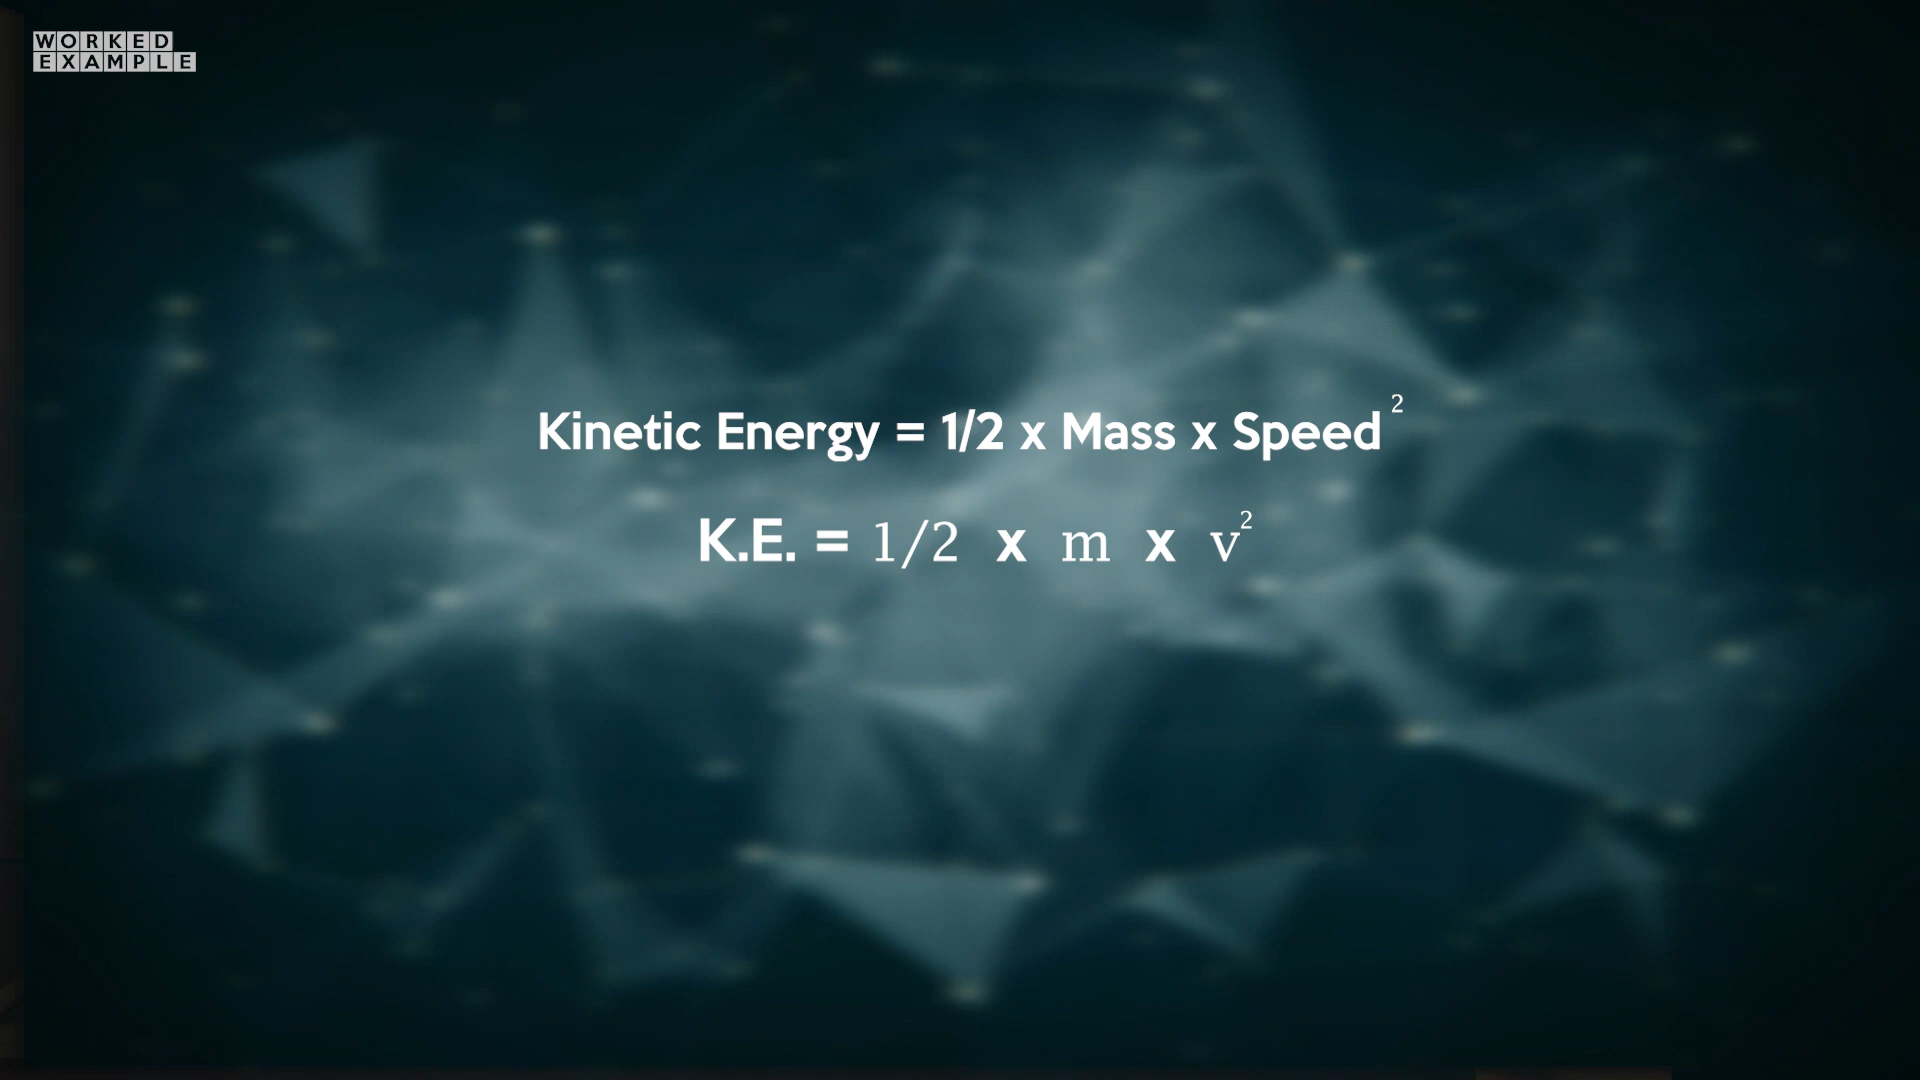 WORKED
EXAMPLE
Kinetic Energy = 1/2 x Mass x Speed²
K.E. = 1/2 x m x v²